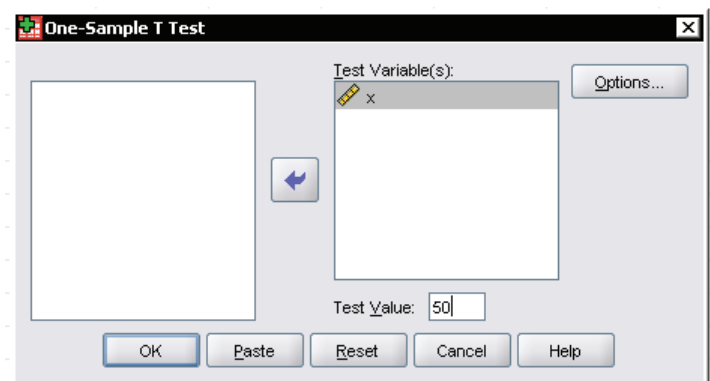 One-Sample T Test
Test Variable(s):
x
Options...
Test Value: 50
OK Paste Reset Cancel Help